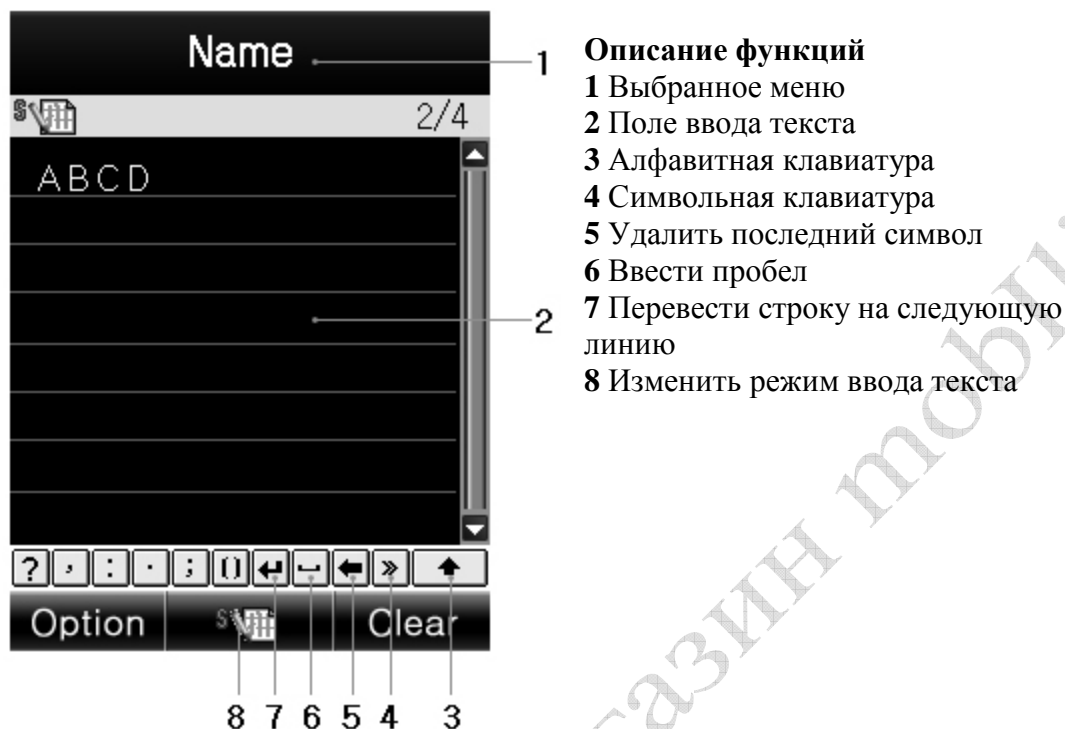 Name
1
2/4
ABCD
2
? , : . ; ()
Option
Clear
8 7 6 5 4 3
Описание функций
1 Выбранное меню
2 Поле ввода текста
3 Алфавитная клавиатура
4 Символьная клавиатура
5 Удалить последний символ
6 Ввести пробел
7 Перевести строку на следующую
линию
8 Изменить режим ввода текста